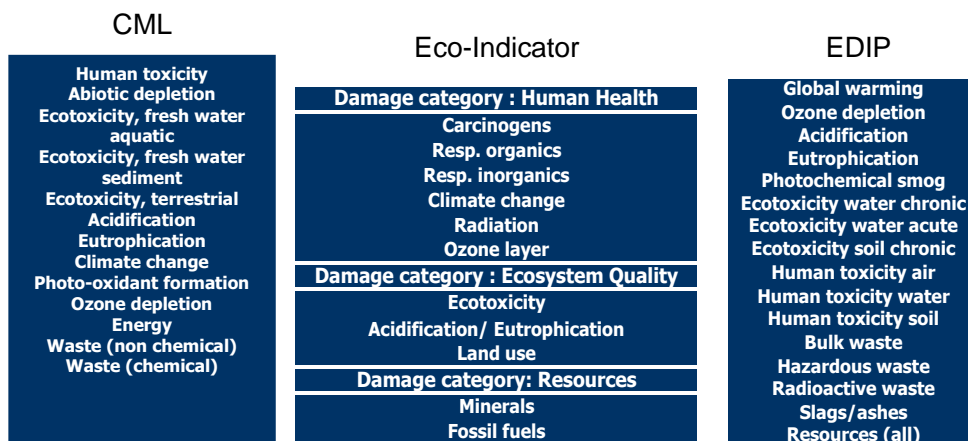 CML
Human toxicity
Abiotic depletion
Ecotoxicity, fresh water
aquatic
Ecotoxicity, fresh water
sediment
Ecotoxicity, terrestrial
Acidification
Eutrophication
Climate change
Photo-oxidant formation
Ozone depletion
Energy
Waste (non chemical)
Waste (chemical)
Eco-Indicator
Damage category : Human Health
Carcinogens
Resp. organics
Resp. inorganics
Climate change
Radiation
Ozone layer
Damage category : Ecosystem Quality
Ecotoxicity
Acidification/ Eutrophication
Land use
Damage category: Resources
Minerals
Fossil fuels
EDIP
Global warming
Ozone depletion
Acidification
Eutrophication
Photochemical smog
Ecotoxicity water chronic
Ecotoxicity water acute
Ecotoxicity soil chronic
Human toxicity air
Human toxicity water
Human toxicity soil
Bulk waste
Hazardous waste
Radioactive waste
Slags/ashes
Resources (all)